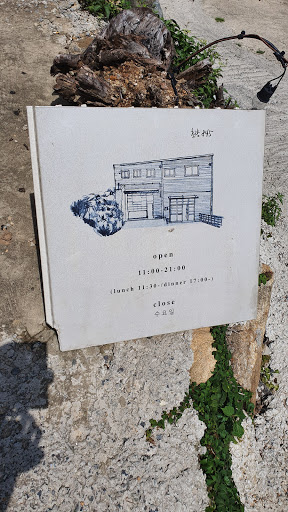 open
11:00-21:00
(lunch 11:30-/dinner 17:00-)
close
수요일